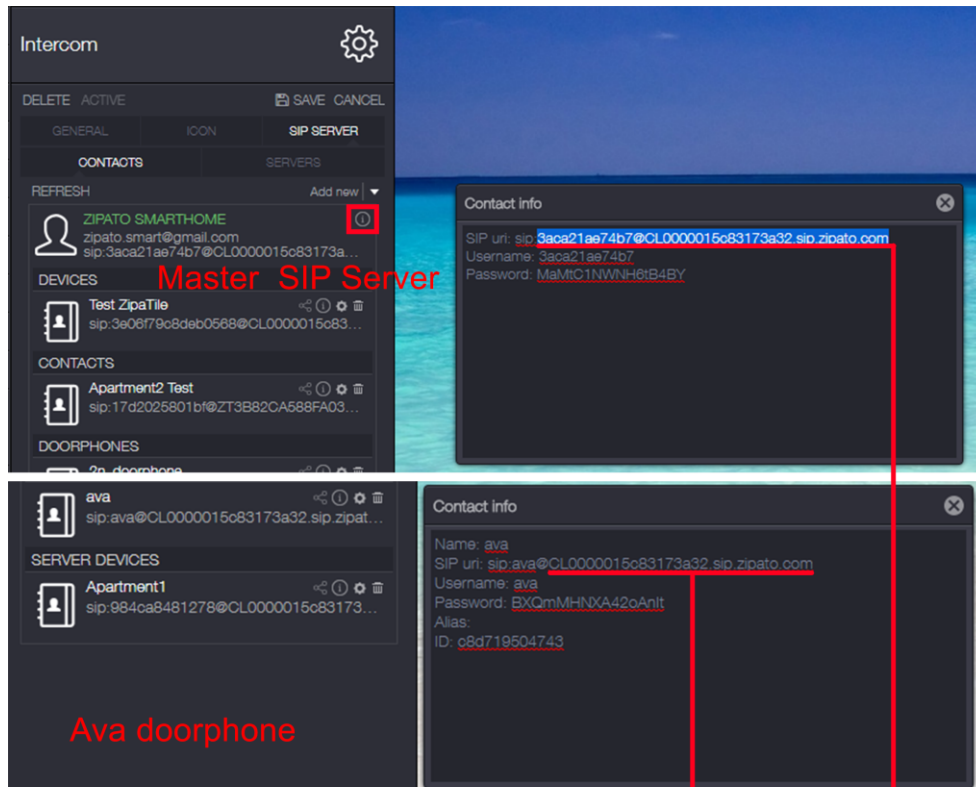 Intercom
DELETE ACTIVE SAVE CANCEL
GENERAL ICON SIP SERVER
CONTACTS SERVERS
REFRESH Add new
ZIPATO SMARTHOME
zipato.smart@gmail.com
sip:3aca21ae74b7@CL0000015c83173a...
Master SIP Server
DEVICES
Test ZipaTile
sip:3e06f79c8deb0568@CL0000015c83...
CONTACTS
Apartment2 Test
sip:17d2025801bf@ZT3B82CA588FA03...
DOORPHONES
2n doorphone
Contact info
SIP uri: sip:3aca21ae74b7@CL0000015c83173a32.sip.zipato.com
Username: 3aca21ae74b7
Password: MaMtC1NWNH6tB4BY
ava
sip:ava@CL0000015c83173a32.sip.zipat...
SERVER DEVICES
Apartment1
sip:984ca8481278@CL0000015c83173...
Ava doorphone
Contact info
Name: ava
SIP uri: sip:ava@CL0000015c83173a32.sip.zipato.com
Username: ava
Password: BXQmMHNXA42oAnIt
Alias:
ID: c8d719504743